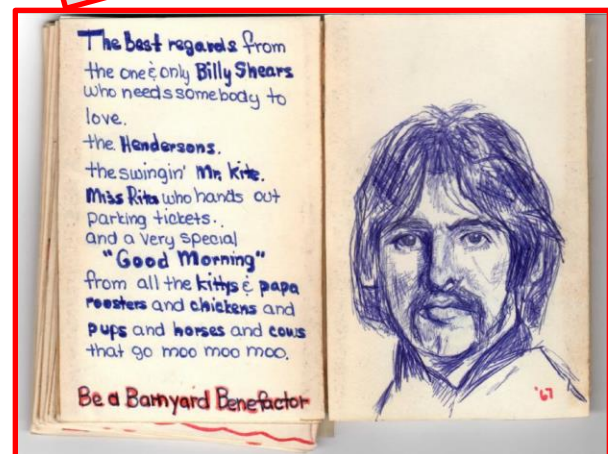 The Best regards from
the one & only Billy Shears
who needs somebody to
love.
the Hendersons.
the swingin' Mr. Kite.
Miss Rita who hands out
parking tickets.
and a very special
"Good Morning"
from all the kittys & papa
roosters and chickens and
pups and horses and cows
that go moo moo moo.
Be a Barnyard Benefactor
'67